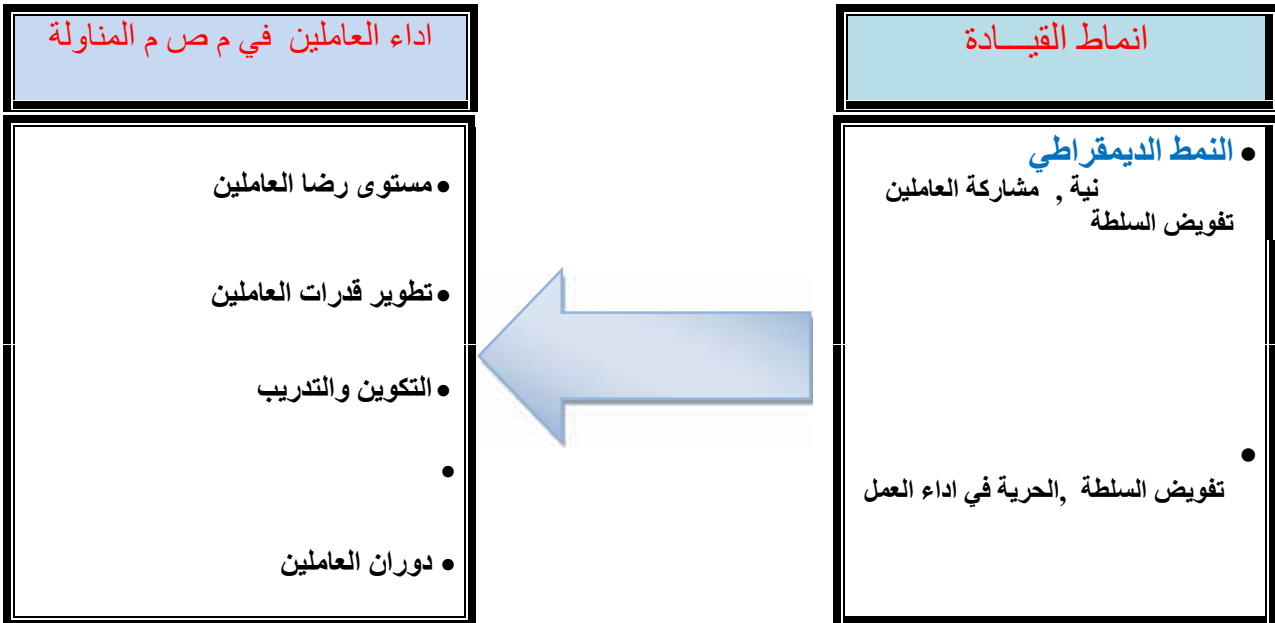 انماط القيـــادة
• النمط الديمقراطي
نية , مشاركة العاملين
تفويض السلطة
•
تفويض السلطة ,الحرية في اداء العمل
اداء العاملين في م ص م المناولة
• مستوى رضا العاملين
• تطوير قدرات العاملين
• التكوين والتدريب
•
• دوران العاملين